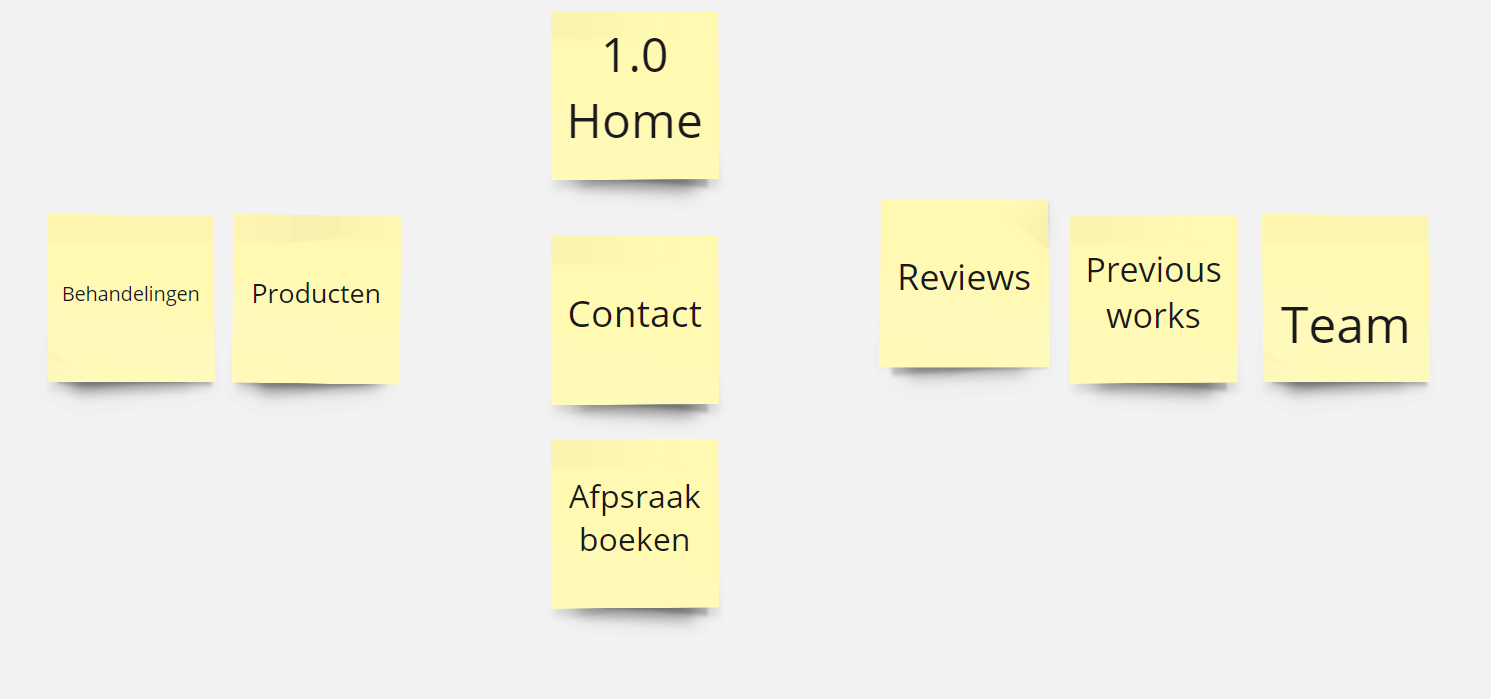 1.0
Home
Behandelingen
Producten
Contact
Reviews
Previous
works
Team
Afpsraak
boeken